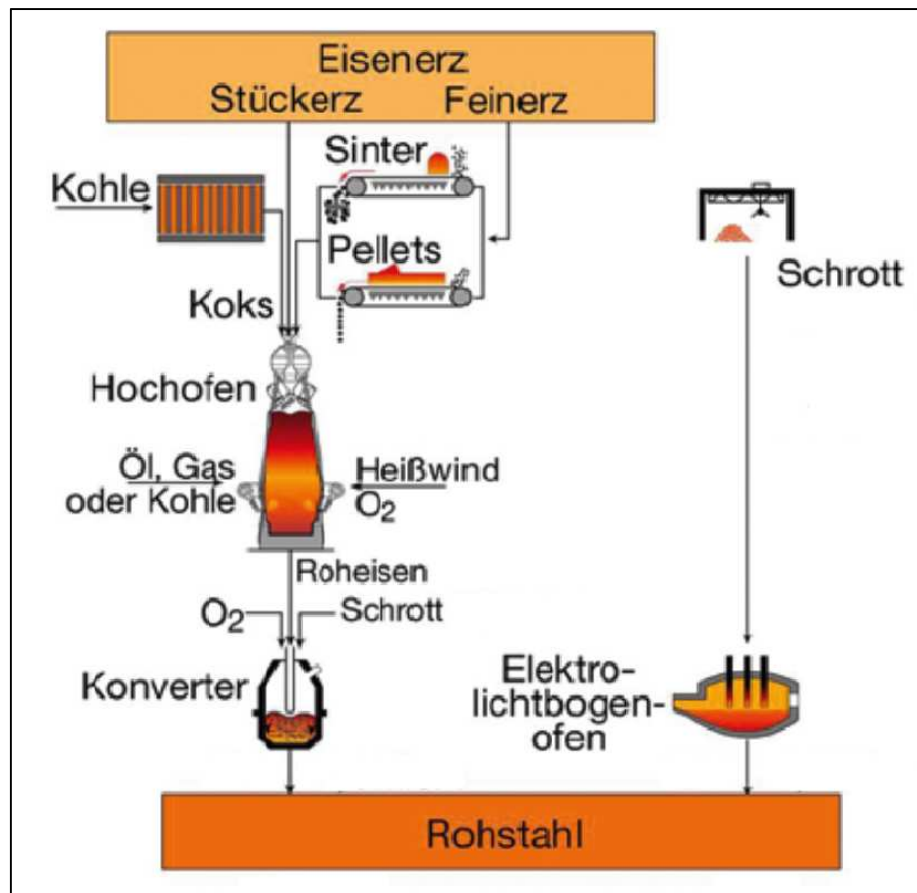 Eisenerz
Stückerz Feinerz
Sinter
Kohle
Pellets
Schrott
Koks
Hochofen
Öl, Gas
oder Kohle
Heißwind
O₂
Roheisen
O₂
Schrott
Konverter
Elektro-
lichtbogen-
ofen
Rohstahl